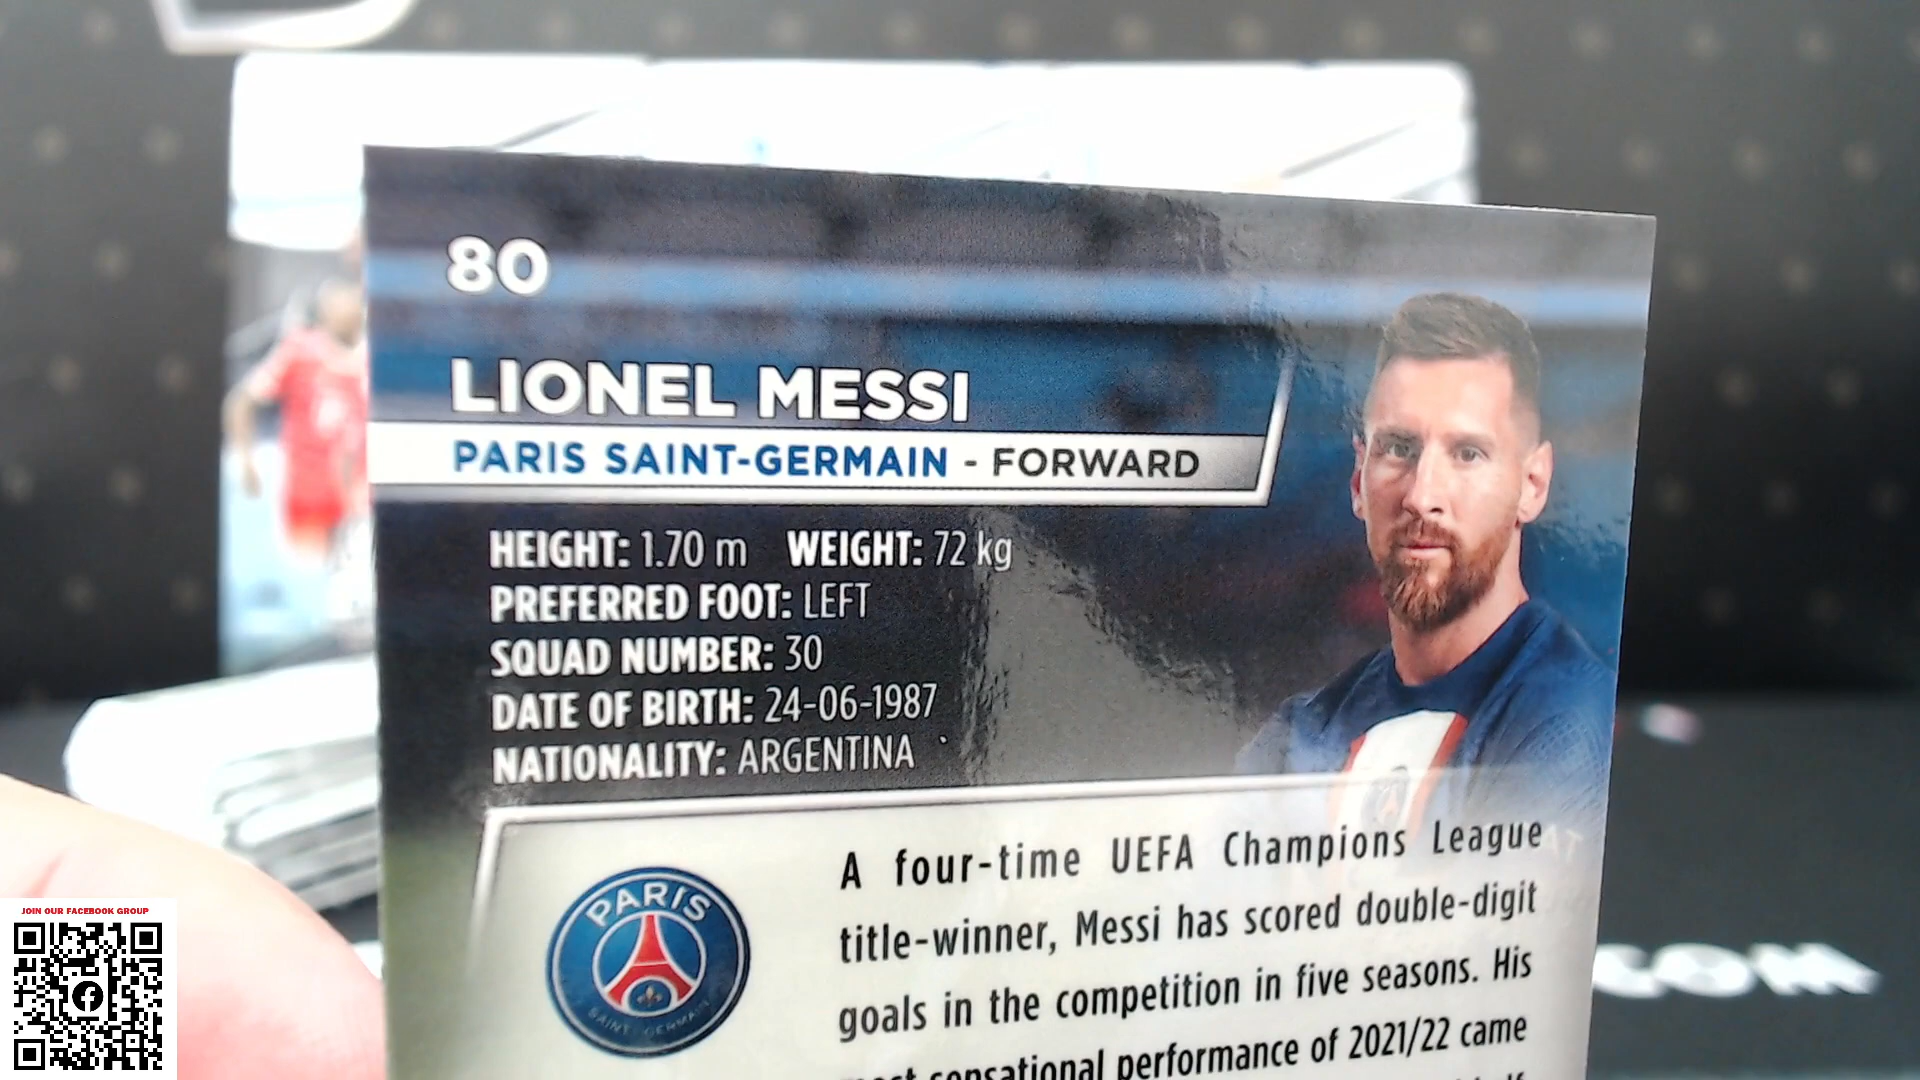 80
LIONEL MESSI
PARIS SAINT-GERMAIN - FORWARD
HEIGHT: 1.70 m WEIGHT: 72 kg
PREFERRED FOOT: LEFT
SQUAD NUMBER: 30
DATE OF BIRTH: 24-06-1987
NATIONALITY: ARGENTINA
A four-time UEFA Champions League
title-winner, Messi has scored double-digit
goals in the competition in five seasons. His
most sensational performance of 2021/22 came
PARIS
SAINT-GERMAIN
JOIN OUR FACEBOOK GROUP
COM